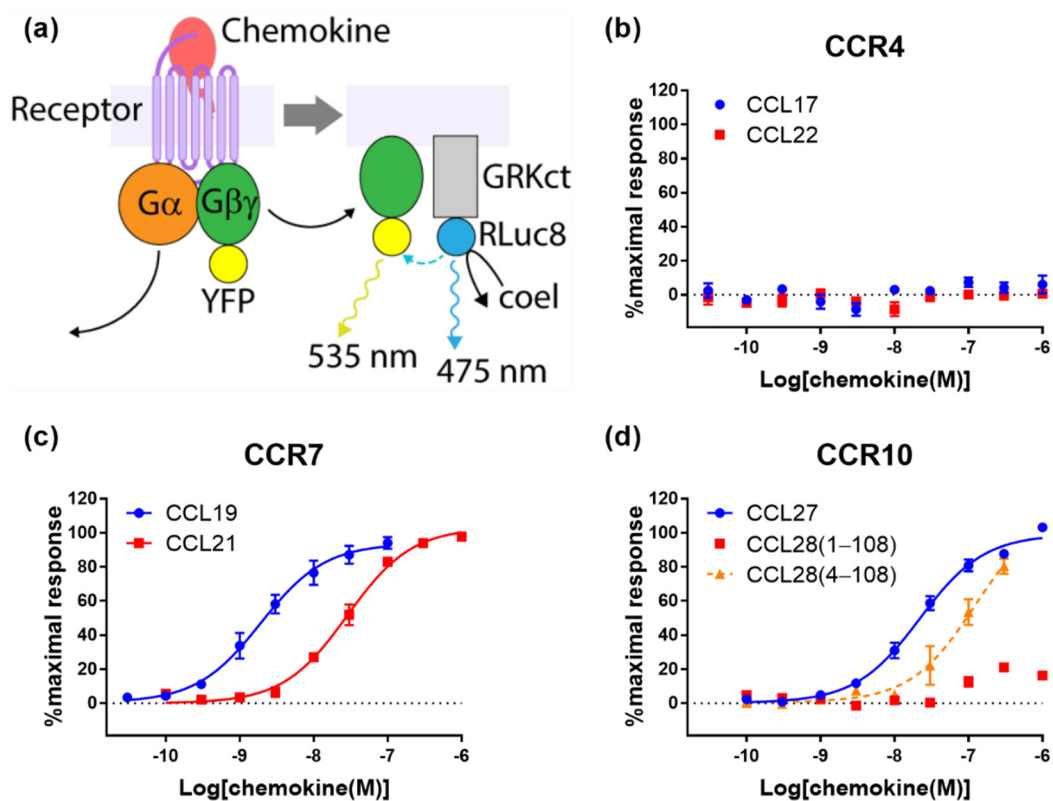 (a)
Chemokine
Receptor
Gα
Gβγ
YFP
GRKct
RLuc8
coel
535 nm
475 nm
(b)
CCR4
CCL17
CCL22
%maximal response
120
100
80
60
40
20
0
-10
-9
-8
-7
-6
Log[chemokine(M)]
(c)
CCR7
CCL19
CCL21
%maximal response
120
100
80
60
40
20
0
-10
-9
-8
-7
-6
Log[chemokine(M)]
(d)
CCR10
CCL27
CCL28(1–108)
CCL28(4–108)
%maximal response
120
100
80
60
40
20
0
-10
-9
-8
-7
-6
Log[chemokine(M)]